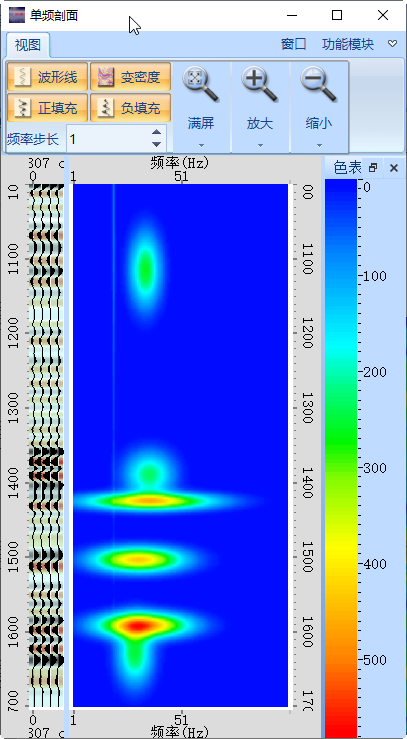 单频剖面
视图 窗口 功能模块
波形线 变密度
正填充 负填充
频率步长 1
满屏 放大 缩小
307 c 频率(Hz) 色表
0 1 51
10 00 0
1100 1100 100
1200 1200 200
1300 1300 300
1400 1400 400
1500 1500 500
1600 1600
700 170
0 1 51
307 c 频率(Hz)